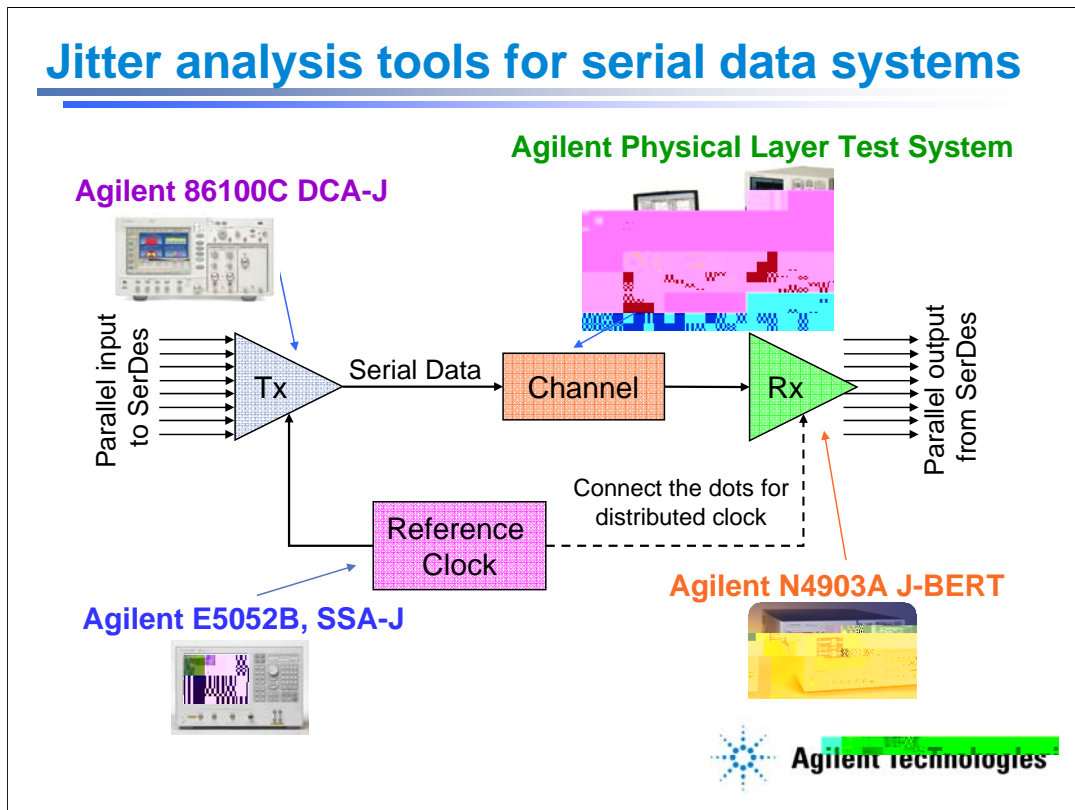 Jitter analysis tools for serial data systems
Agilent Physical Layer Test System
Agilent 86100C DCA-J
Parallel input
to SerDes
Tx
Serial Data
Channel
Rx
Parallel output
from SerDes
Connect the dots for
distributed clock
Reference
Clock
Agilent N4903A J-BERT
Agilent E5052B, SSA-J
Agilent Technologies